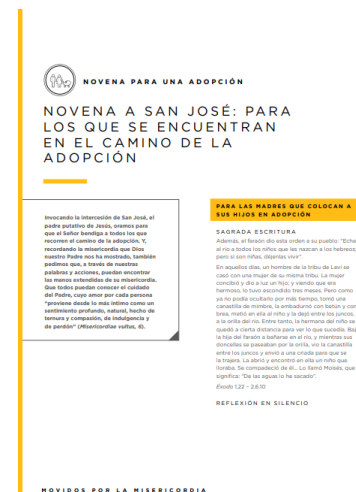 NOVENA PARA UNA ADOPCIÓN
NOVENA A SAN JOSÉ: PARA
LOS QUE SE ENCUENTRAN
EN EL CAMINO DE LA
ADOPCIÓN
Invocando la intercesión de San José, el
padre putativo de Jesús, oramos para
que el Señor bendiga a todos los que
recorren el camino de la adopción. Y,
recordando la misericordia que Dios
nuestro Padre nos ha mostrado, también
pedimos que, a través de nuestras
palabras y acciones, puedan encontrar
las manos extendidas de su misericordia.
Que todos puedan conocer el cuidado
del Padre, cuyo amor por cada persona
“proviene desde lo más íntimo como un
sentimiento profundo, natural, hecho de
ternura y compasión, de indulgencia y
de perdón” (Misericordiae vultus, 6).
PARA LAS MADRES QUE COLOCAN A
SUS HIJOS EN ADOPCIÓN
SAGRADA ESCRITURA
Además, el faraón dio esta orden a su pueblo: “Echen
al río a todos los niños que les nazcan a los hebreos;
pero si son niñas, déjenlas vivir”.
En aquellos días, un hombre de la tribu de Leví se
casó con una mujer de su misma tribu. La mujer
concibió y dio a luz un hijo; y viendo que era
hermoso, lo tuvo escondido tres meses. Pero como
ya no podía ocultarlo por más tiempo, tomó una
canastilla de mimbre, la embadurnó con betún y con
brea, metió en ella al niño y la dejó entre los juncos,
a la orilla del río. Entre tanto, la hermana del niño se
quedó a cierta distancia para ver lo que sucedía. Bajó
la hija del faraón a bañarse en el río, y mientras sus
doncellas se paseaban por la orilla, vio la canastilla
entre los juncos y envió a una criada para que se
la trajera. La abrió y encontró en ella un niño que
lloraba. Se compadeció de él... Lo llamó Moisés, que
significa: “De las aguas lo he sacado”.
Éxodo 1,22 – 2,6.10
REFLEXIÓN EN SILENCIO
MOVIDOS POR LA MISERICORDIA